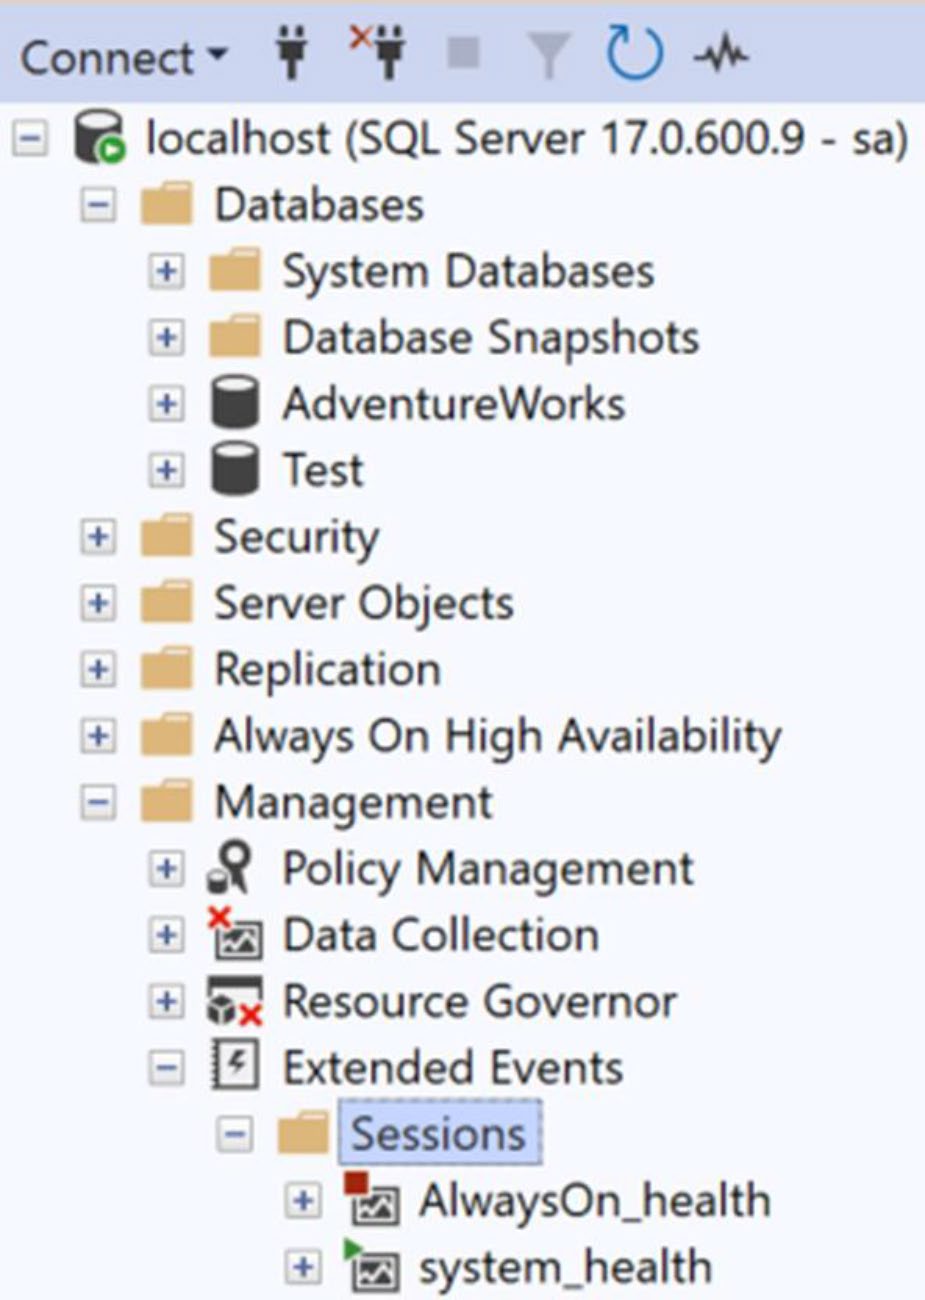 Connect
localhost (SQL Server 17.0.600.9 - sa)
Databases
System Databases
Database Snapshots
AdventureWorks
Test
Security
Server Objects
Replication
Always On High Availability
Management
Policy Management
Data Collection
Resource Governor
Extended Events
Sessions
AlwaysOn_health
system_health